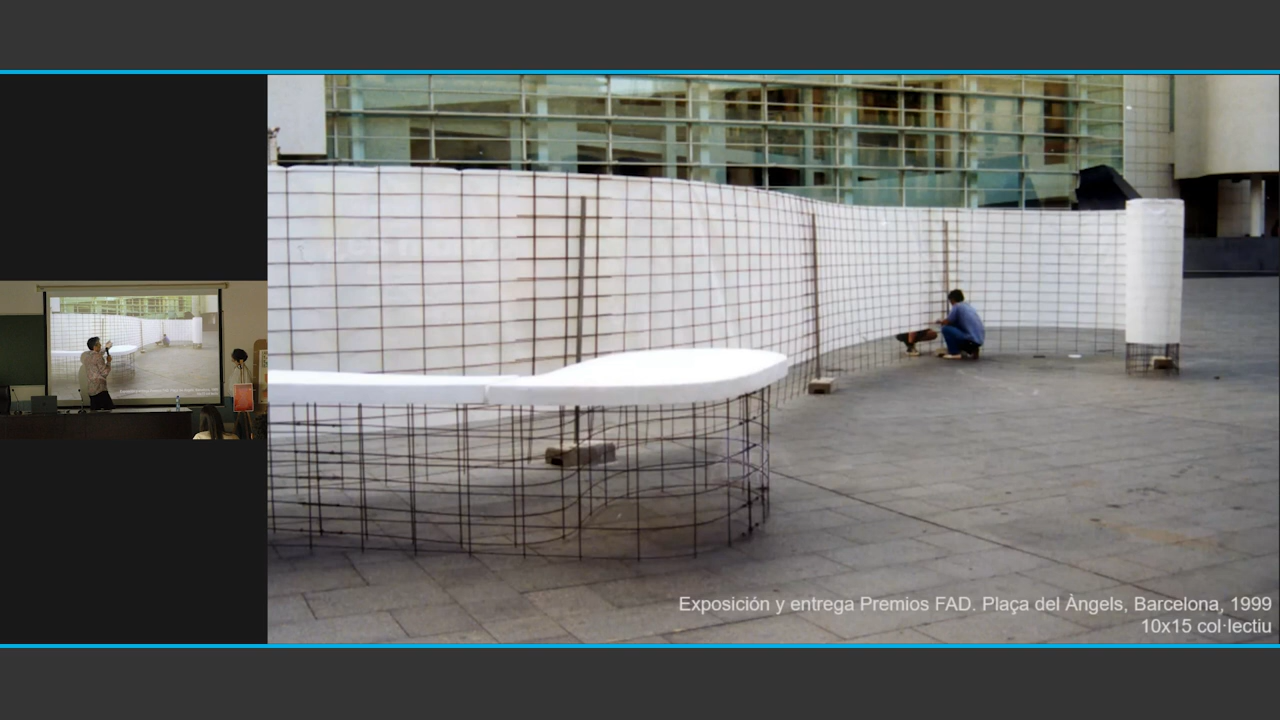 Exposición y entrega Premios FAD. Plaça del Àngels, Barcelona, 1999
10x15 col·lectiu